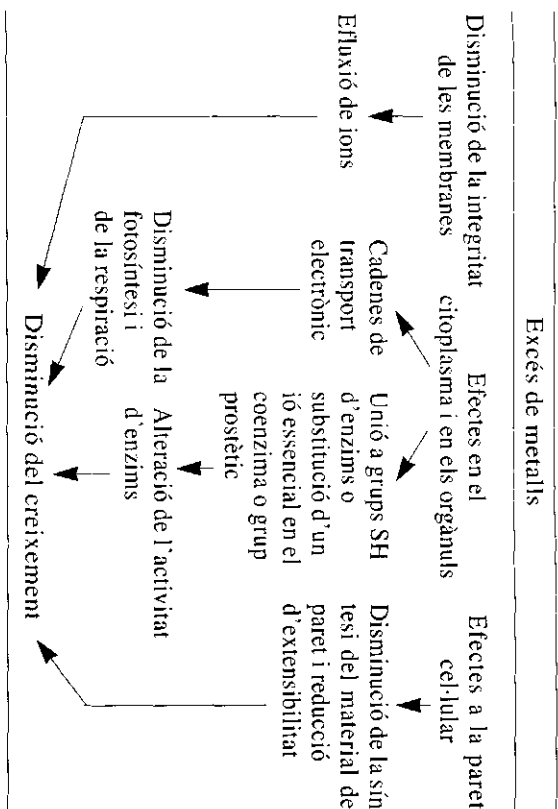 Excés de metalls
Disminució de la integritat
de les membranes
Efectes en el
citoplasma i en els orgànuls
Efectes a la paret
cel·lular
Efluxió de ions
Cadenes de
transport
electrònic
Unió a grups SH
d'enzims o
substitució d'un
ió essencial en el
coenzima o grup
prostètic
Disminució de la sín
tesi del material de
paret i reducció
d'extensibilitat
Disminució de la
fotosíntesi i
de la respiració
Alteració de l'activitat
d'enzims
Disminució del creixement